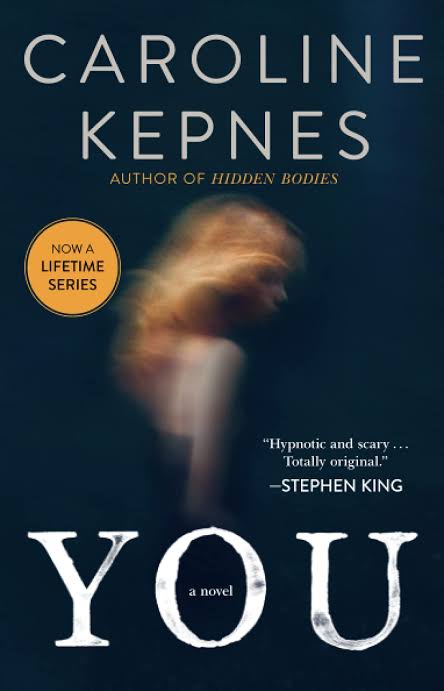 CAROLINE
KEPNES
AUTHOR OF HIDDEN BODIES
NOW A
LIFETIME
SERIES
“Hypnotic and scary . . .
Totally original.”
—STEPHEN KING
YOU
a novel